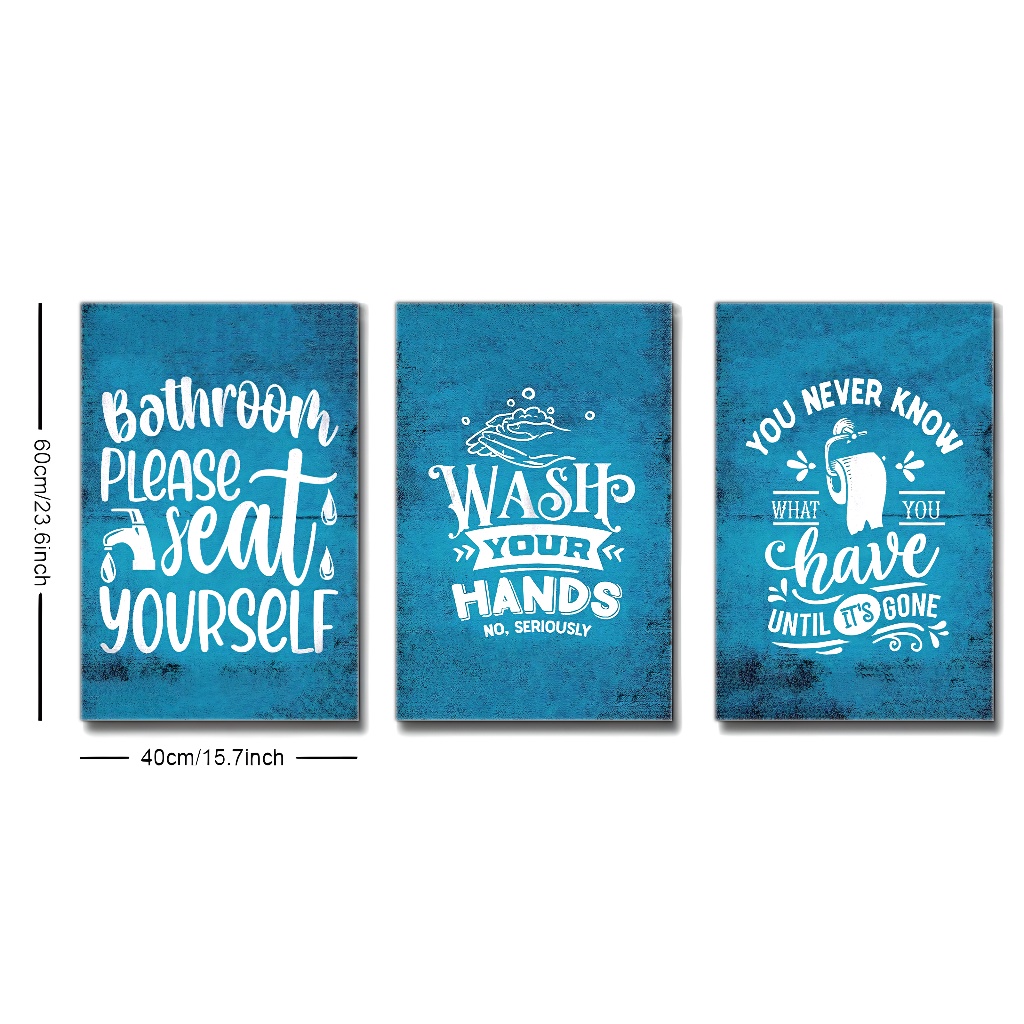 Bathroom
PLEASE
seat
YOURSELF
WASH
YOUR
HANDS
NO, SERIOUSLY
YOU NEVER KNOW
WHAT YOU
have
UNTIL IT'S GONE
60cm/23.6inch
40cm/15.7inch